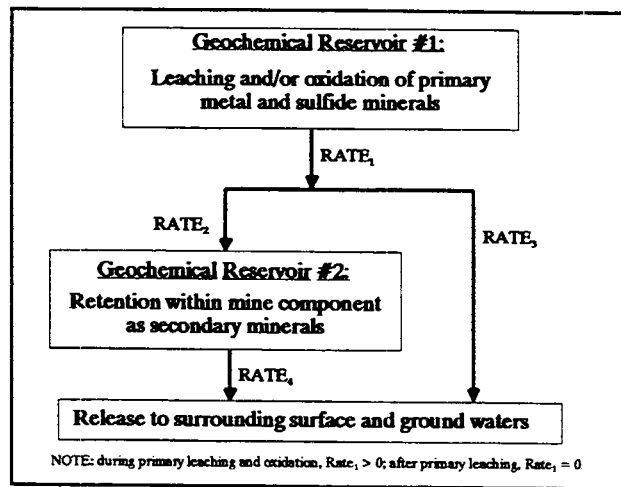 Geochemical Reservoir #1:
Leaching and/or oxidation of primary
metal and sulfide minerals
RATE₁
RATE₂
RATE₃
Geochemical Reservoir #2:
Retention within mine component
as secondary minerals
RATE₄
Release to surrounding surface and ground waters
NOTE: during primary leaching and oxidation, Rate₁ > 0; after primary leaching, Rate₁ = 0